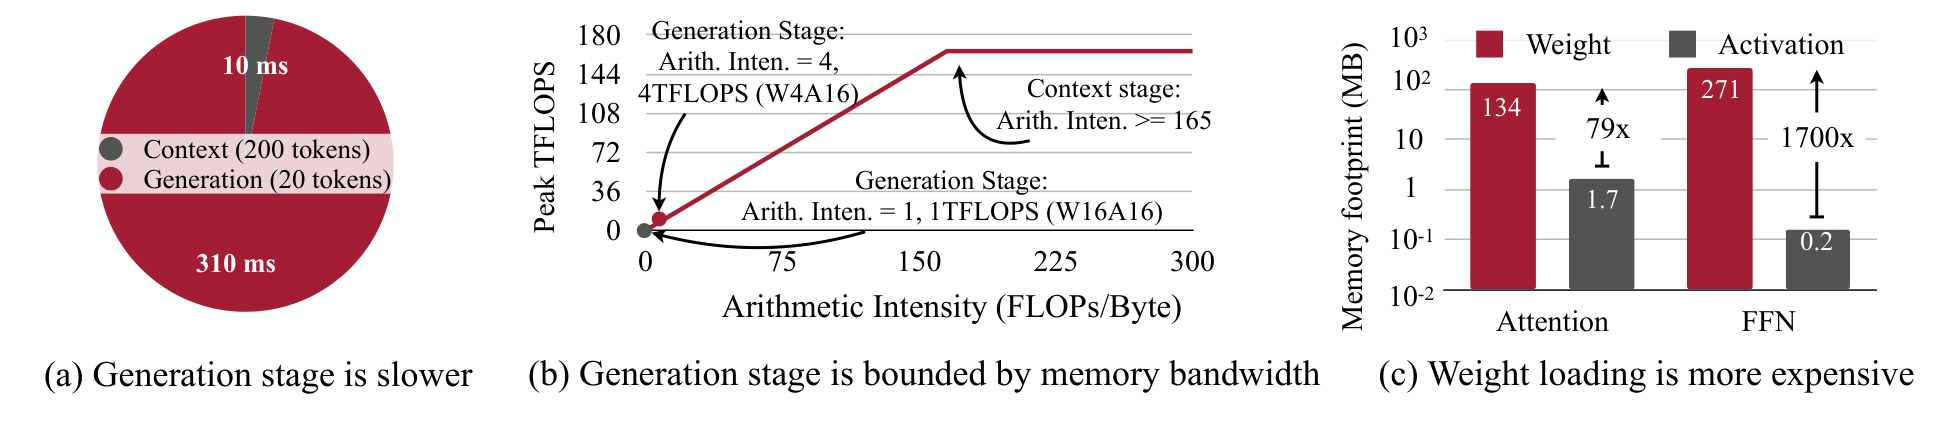 10 ms
Context (200 tokens)
Generation (20 tokens)
310 ms
(a) Generation stage is slower
Peak TFLOPS
180
144
108
72
36
0
0
75
150
225
300
Arithmetic Intensity (FLOPs/Byte)
Generation Stage:
Arith. Inten. = 4,
4TFLOPS (W4A16)
Context stage:
Arith. Inten. >= 165
Generation Stage:
Arith. Inten. = 1, 1TFLOPS (W16A16)
(b) Generation stage is bounded by memory bandwidth
Memory footprint (MB)
10³
10²
10
1
10⁻¹
10⁻²
Weight
Activation
134
79x
1.7
271
1700x
0.2
Attention
FFN
(c) Weight loading is more expensive